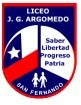 LICEO
J. G. ARGOMEDO
Saber
Libertad
Progreso
Patria
SAN FERNANDO